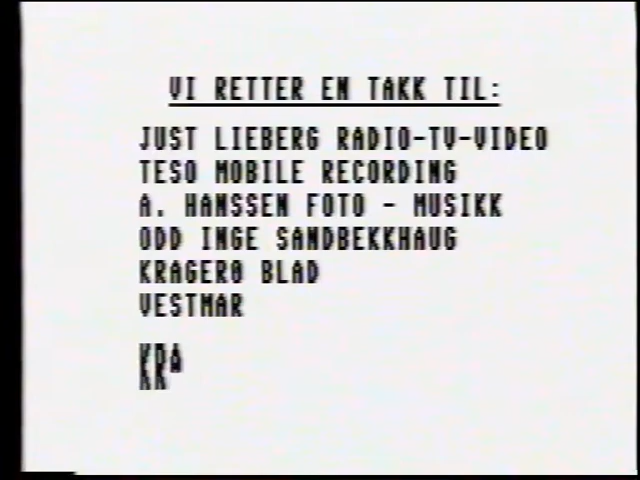 VI RETTER EN TAKK TIL:
JUST LIEBERG RADIO-TV-VIDEO
TESO MOBILE RECORDING
A. HANSSEN FOTO - MUSIKK
ODD INGE SANDBEKKHAUG
KRAGERØ BLAD
VESTMAR